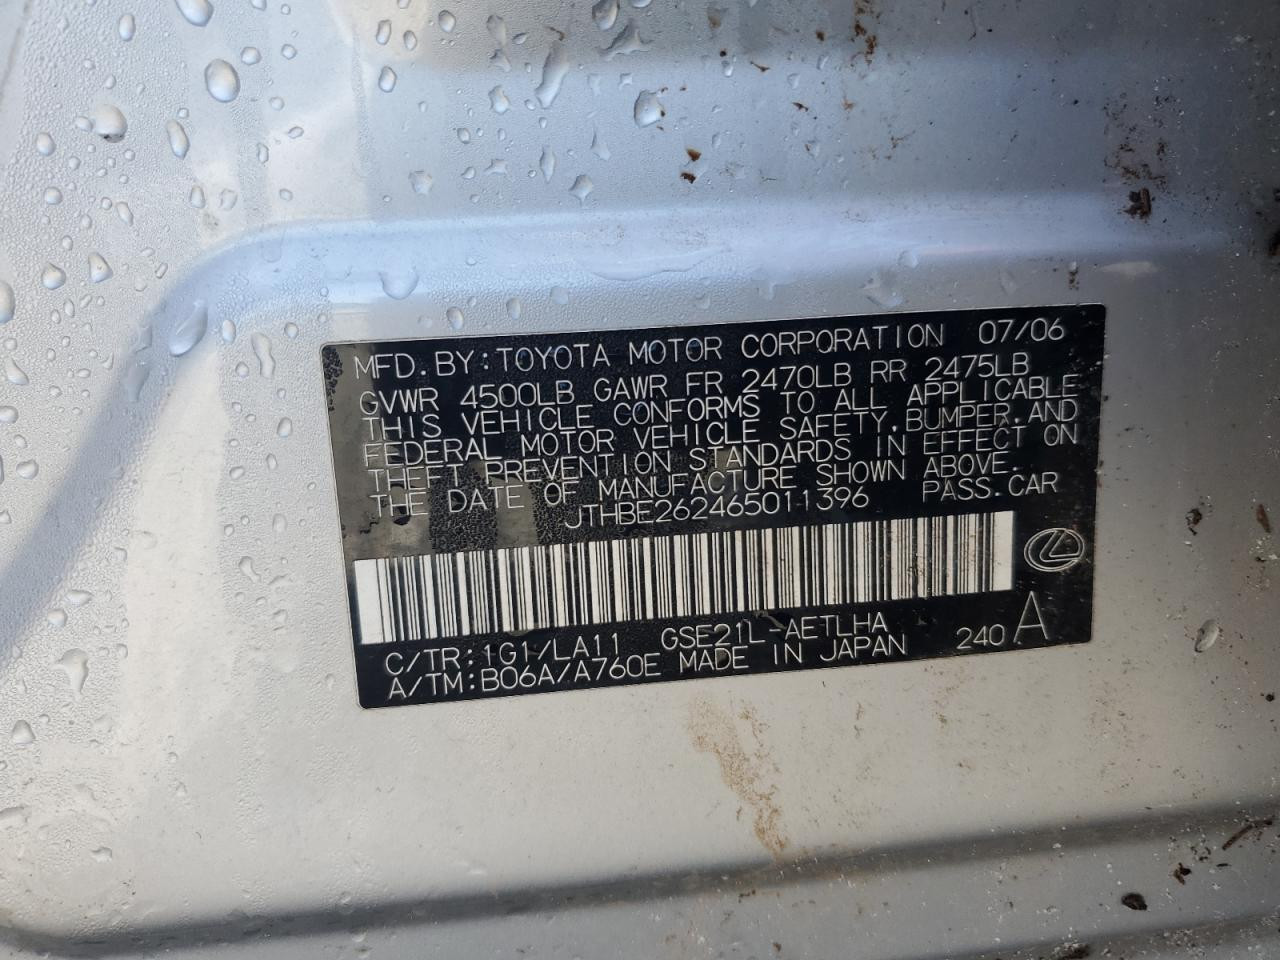 MFD. BY: TOYOTA MOTOR CORPORATION 07/06
GVWR 4500LB GAWR FR 2470LB RR 2475LB
THIS VEHICLE CONFORMS TO ALL APPLICABLE
FEDERAL MOTOR VEHICLE SAFETY, BUMPER, AND
THEFT PREVENTION STANDARDS IN EFFECT ON
THE DATE OF MANUFACTURE SHOWN ABOVE.
JTHBE262465011396 PASS. CAR
C/TR: 1G1/LA11 GSE21L-AETLHA
A/TM: B06A/A760E MADE IN JAPAN 240 A